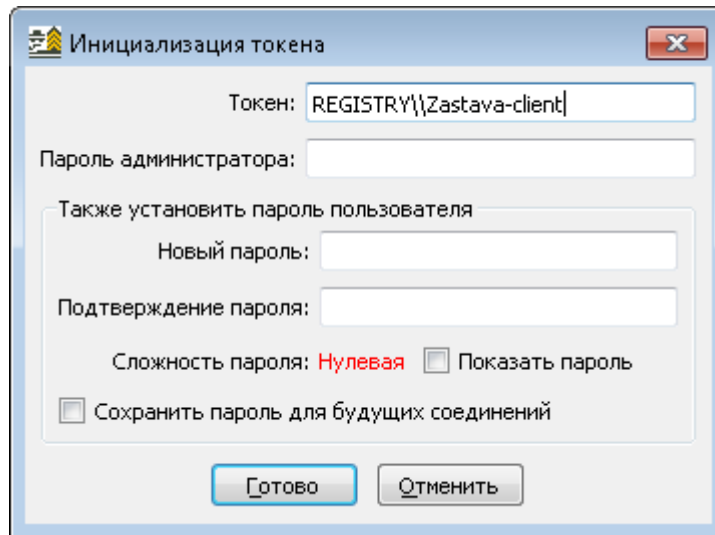 Инициализация токена
Токен: REGISTRY\\Zastava-client
Пароль администратора:
Также установить пароль пользователя
Новый пароль:
Подтверждение пароля:
Сложность пароля: Нулевая Показать пароль
Сохранить пароль для будущих соединений
Готово Отменить